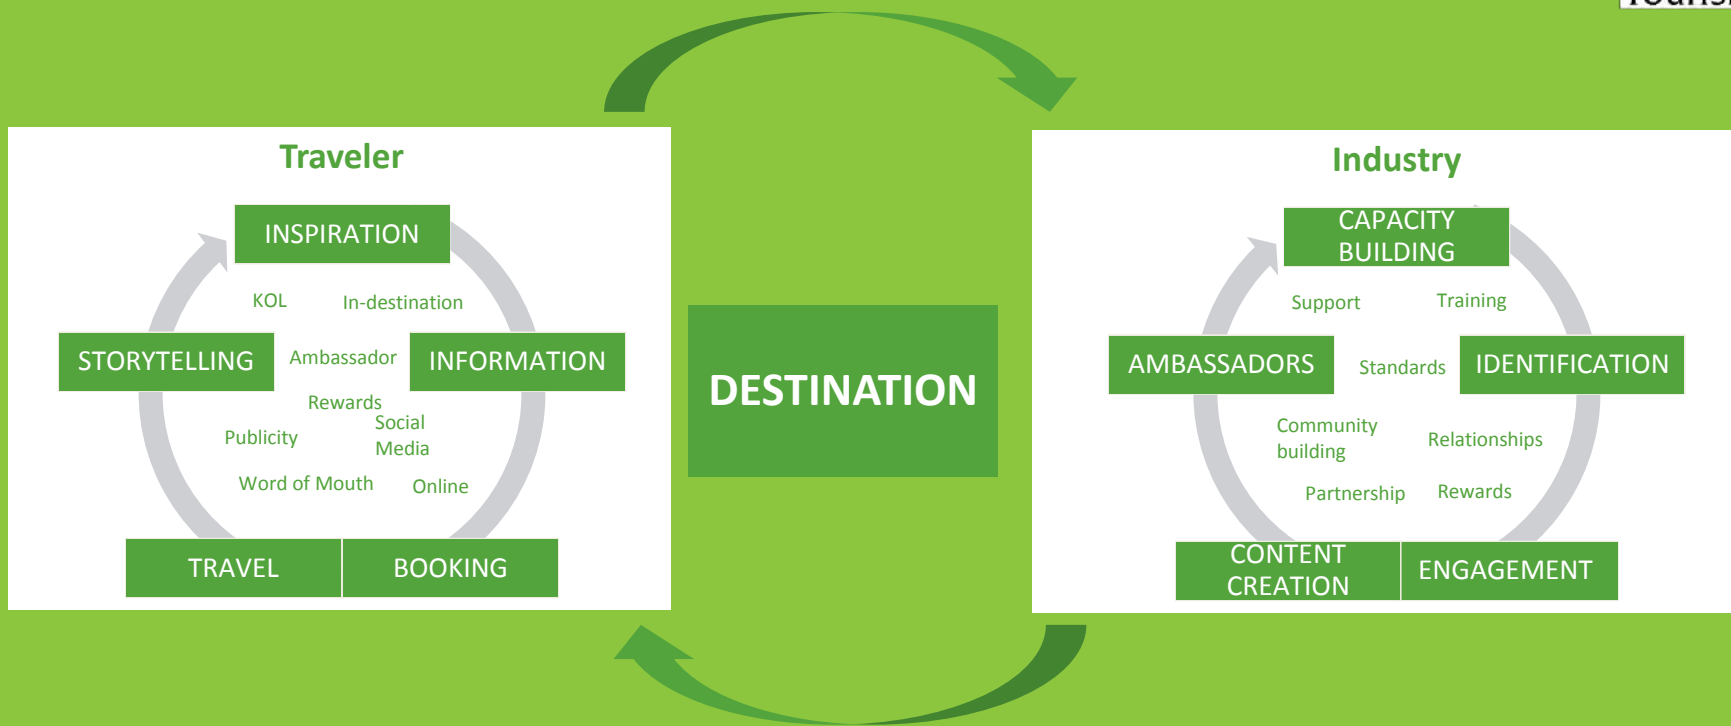 Traveler
INSPIRATION
KOL
In-destination
STORYTELLING
Ambassador
INFORMATION
Rewards
Social
Media
Publicity
Word of Mouth
Online
TRAVEL
BOOKING
DESTINATION
Industry
CAPACITY
BUILDING
Support
Training
AMBASSADORS
Standards
IDENTIFICATION
Community
building
Relationships
Partnership
Rewards
CONTENT
CREATION
ENGAGEMENT